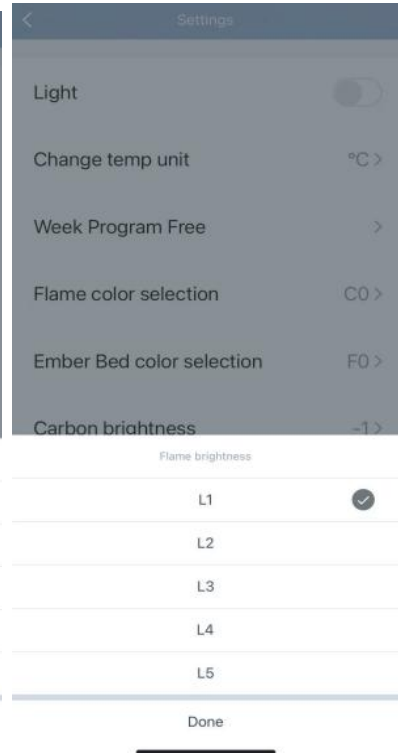 Settings
Light
Change temp unit °C >
Week Program Free >
Flame color selection C0 >
Ember Bed color selection F0 >
Carbon brightness -1 >
Flame brightness
L1
L2
L3
L4
L5
Done